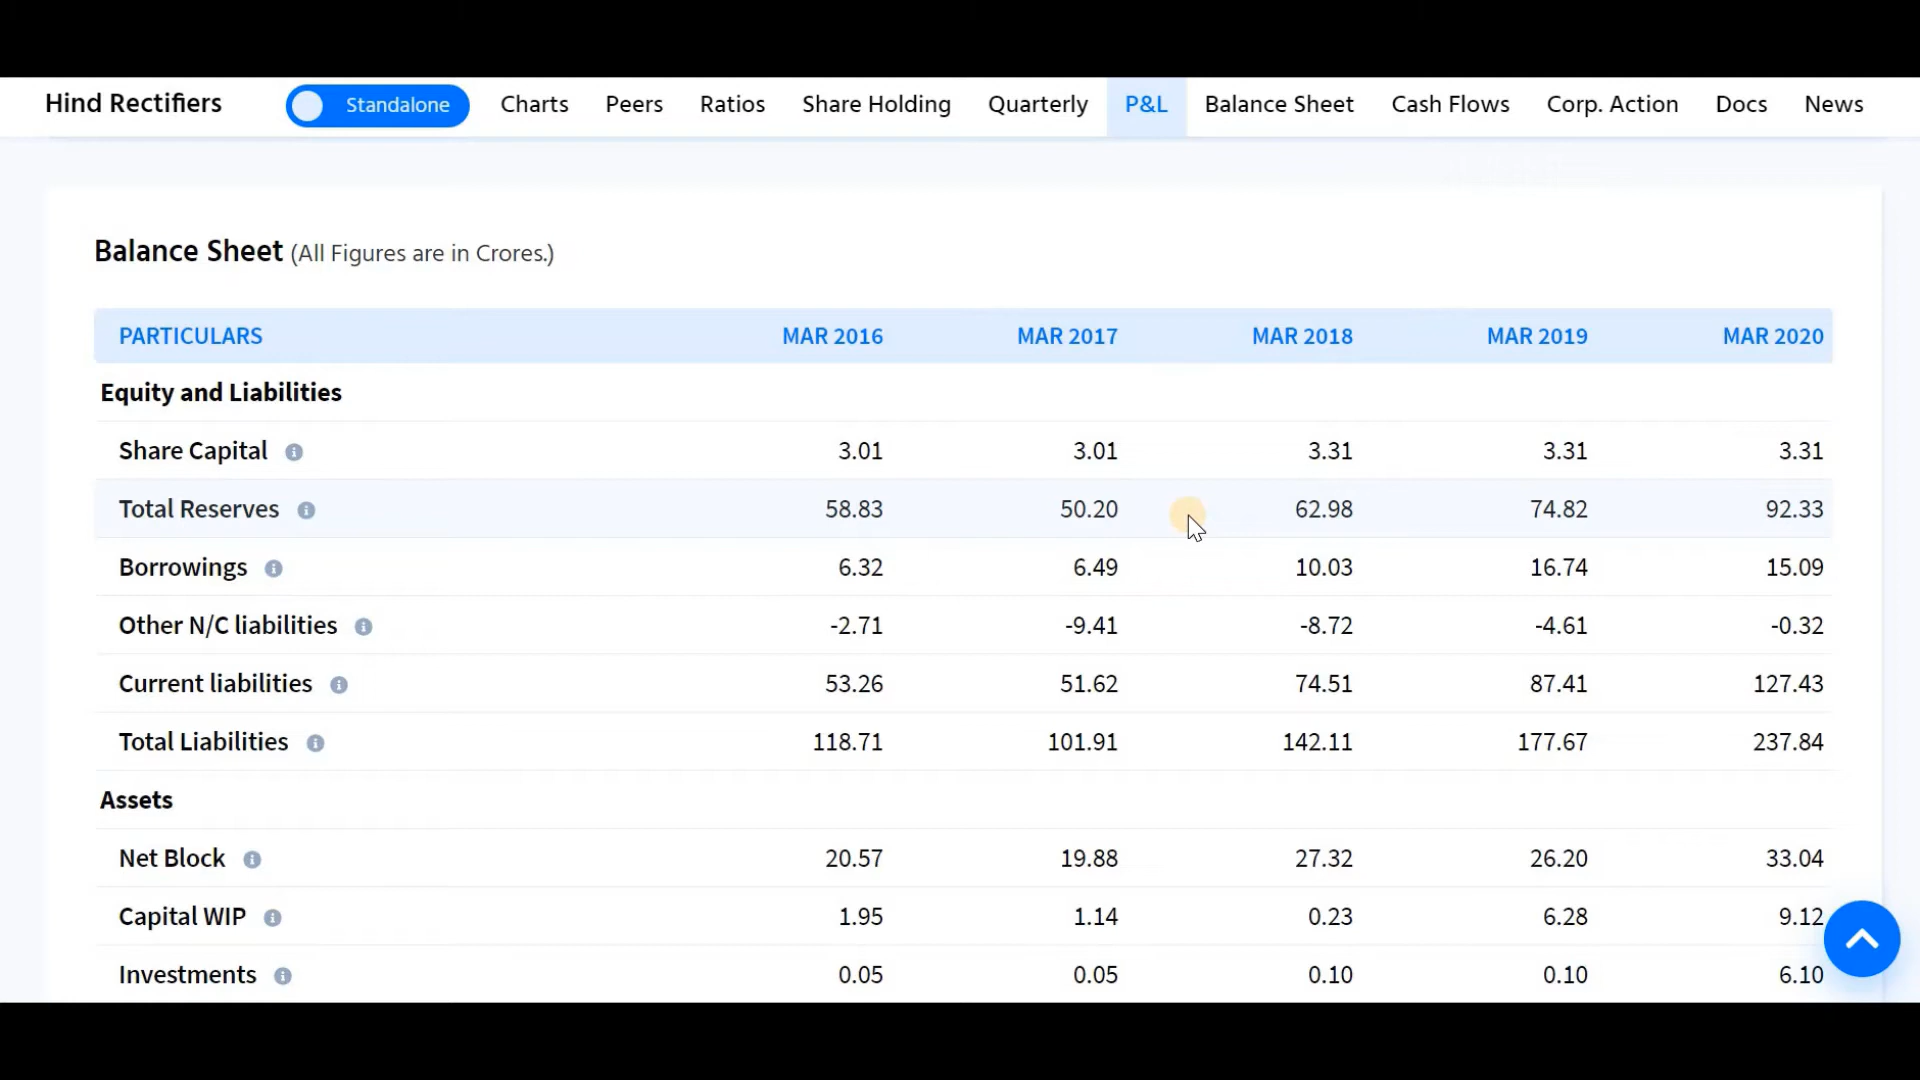 Hind Rectifiers Standalone Charts Peers Ratios Share Holding Quarterly P&L Balance Sheet Cash Flows Corp. Action Docs News
Balance Sheet (All Figures are in Crores.)
PARTICULARS MAR 2016 MAR 2017 MAR 2018 MAR 2019 MAR 2020
Equity and Liabilities
Share Capital 3.01 3.01 3.31 3.31 3.31
Total Reserves 58.83 50.20 62.98 74.82 92.33
Borrowings 6.32 6.49 10.03 16.74 15.09
Other N/C liabilities -2.71 -9.41 -8.72 -4.61 -0.32
Current liabilities 53.26 51.62 74.51 87.41 127.43
Total Liabilities 118.71 101.91 142.11 177.67 237.84
Assets
Net Block 20.57 19.88 27.32 26.20 33.04
Capital WIP 1.95 1.14 0.23 6.28 9.12
Investments 0.05 0.05 0.10 0.10 6.10